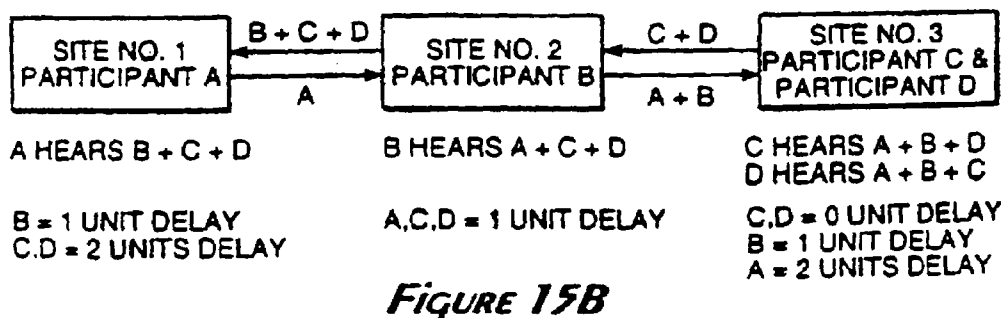 SITE NO. 1
PARTICIPANT A
B + C + D
A
SITE NO. 2
PARTICIPANT B
C + D
A + B
SITE NO. 3
PARTICIPANT C &
PARTICIPANT D
A HEARS B + C + D
B = 1 UNIT DELAY
C,D = 2 UNITS DELAY
B HEARS A + C + D
A,C,D = 1 UNIT DELAY
C HEARS A + B + D
D HEARS A + B + C
C,D = 0 UNIT DELAY
B = 1 UNIT DELAY
A = 2 UNITS DELAY
FIGURE 15B